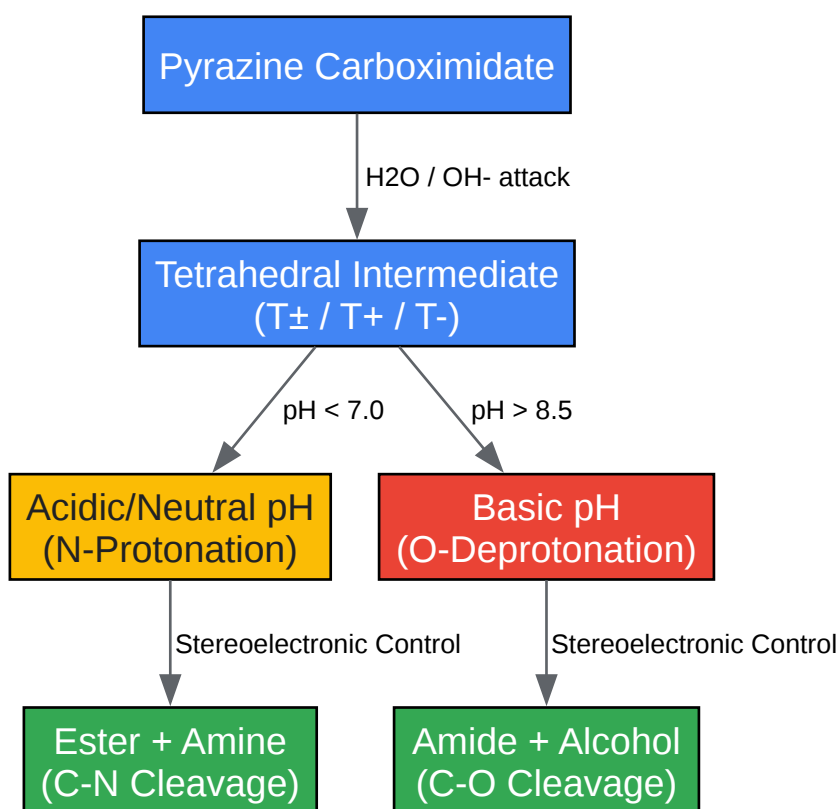 Pyrazine Carboximidate
H2O / OH- attack
Tetrahedral Intermediate
(T± / T+ / T-)
pH < 7.0
pH > 8.5
Acidic/Neutral pH
(N-Protonation)
Basic pH
(O-Deprotonation)
Stereoelectronic Control
Stereoelectronic Control
Ester + Amine
(C-N Cleavage)
Amide + Alcohol
(C-O Cleavage)